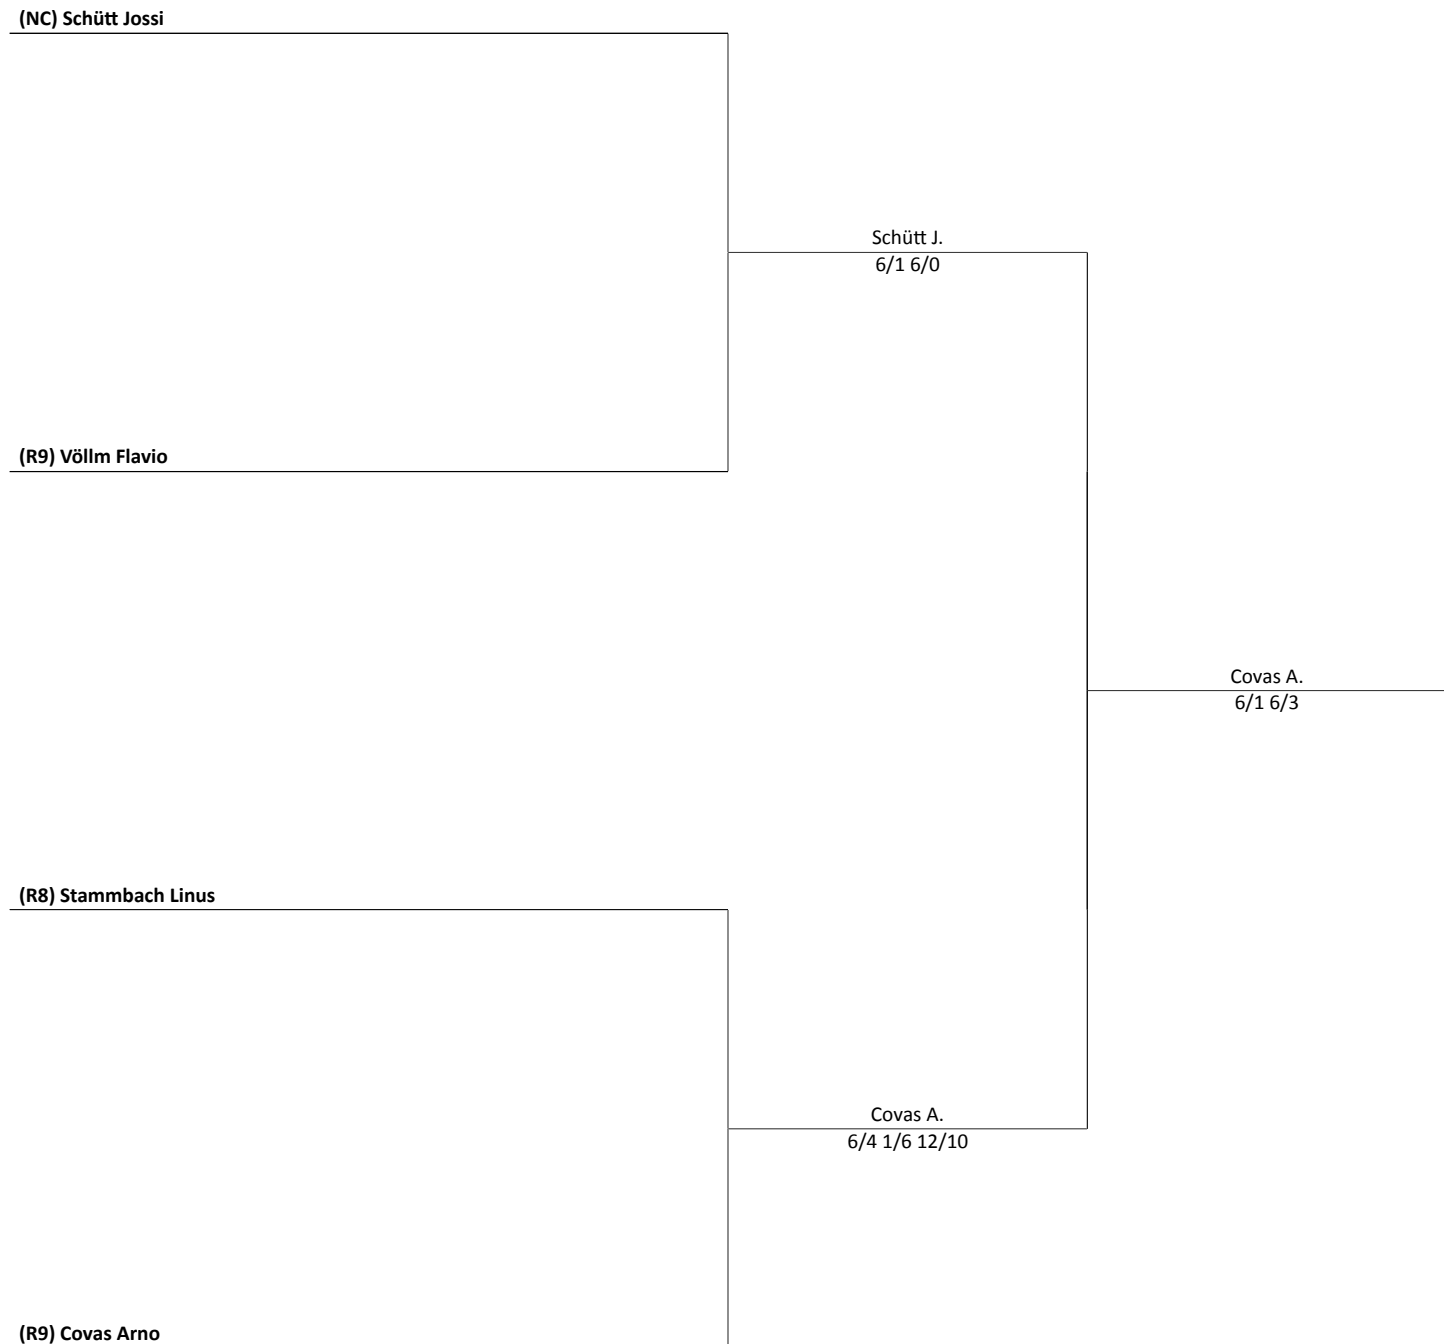 (NC) Schütt Jossi
Schütt J.
6/1 6/0
(R9) Völlm Flavio
Covas A.
6/1 6/3
(R8) Stammbach Linus
Covas A.
6/4 1/6 12/10
(R9) Covas Arno